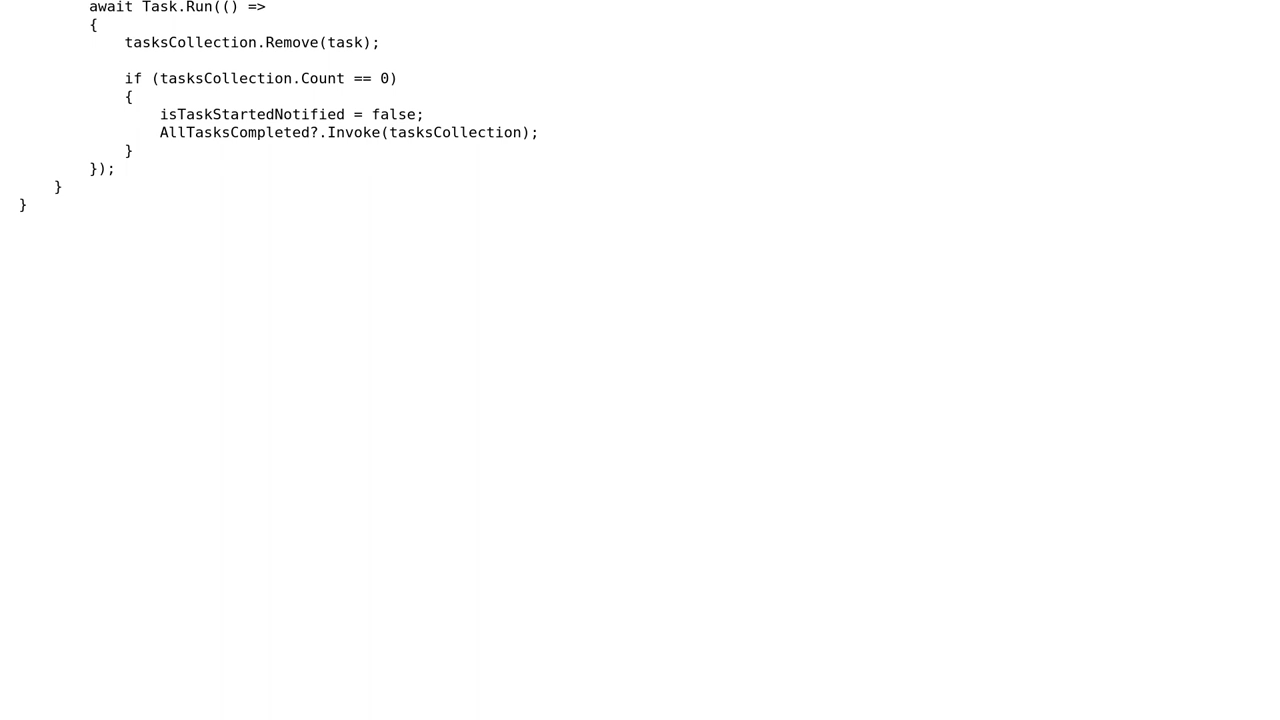 await Task.Run(() =>
{
tasksCollection.Remove(task);
if (tasksCollection.Count == 0)
{
isTaskStartedNotified = false;
AllTasksCompleted?.Invoke(tasksCollection);
}
});
}
}